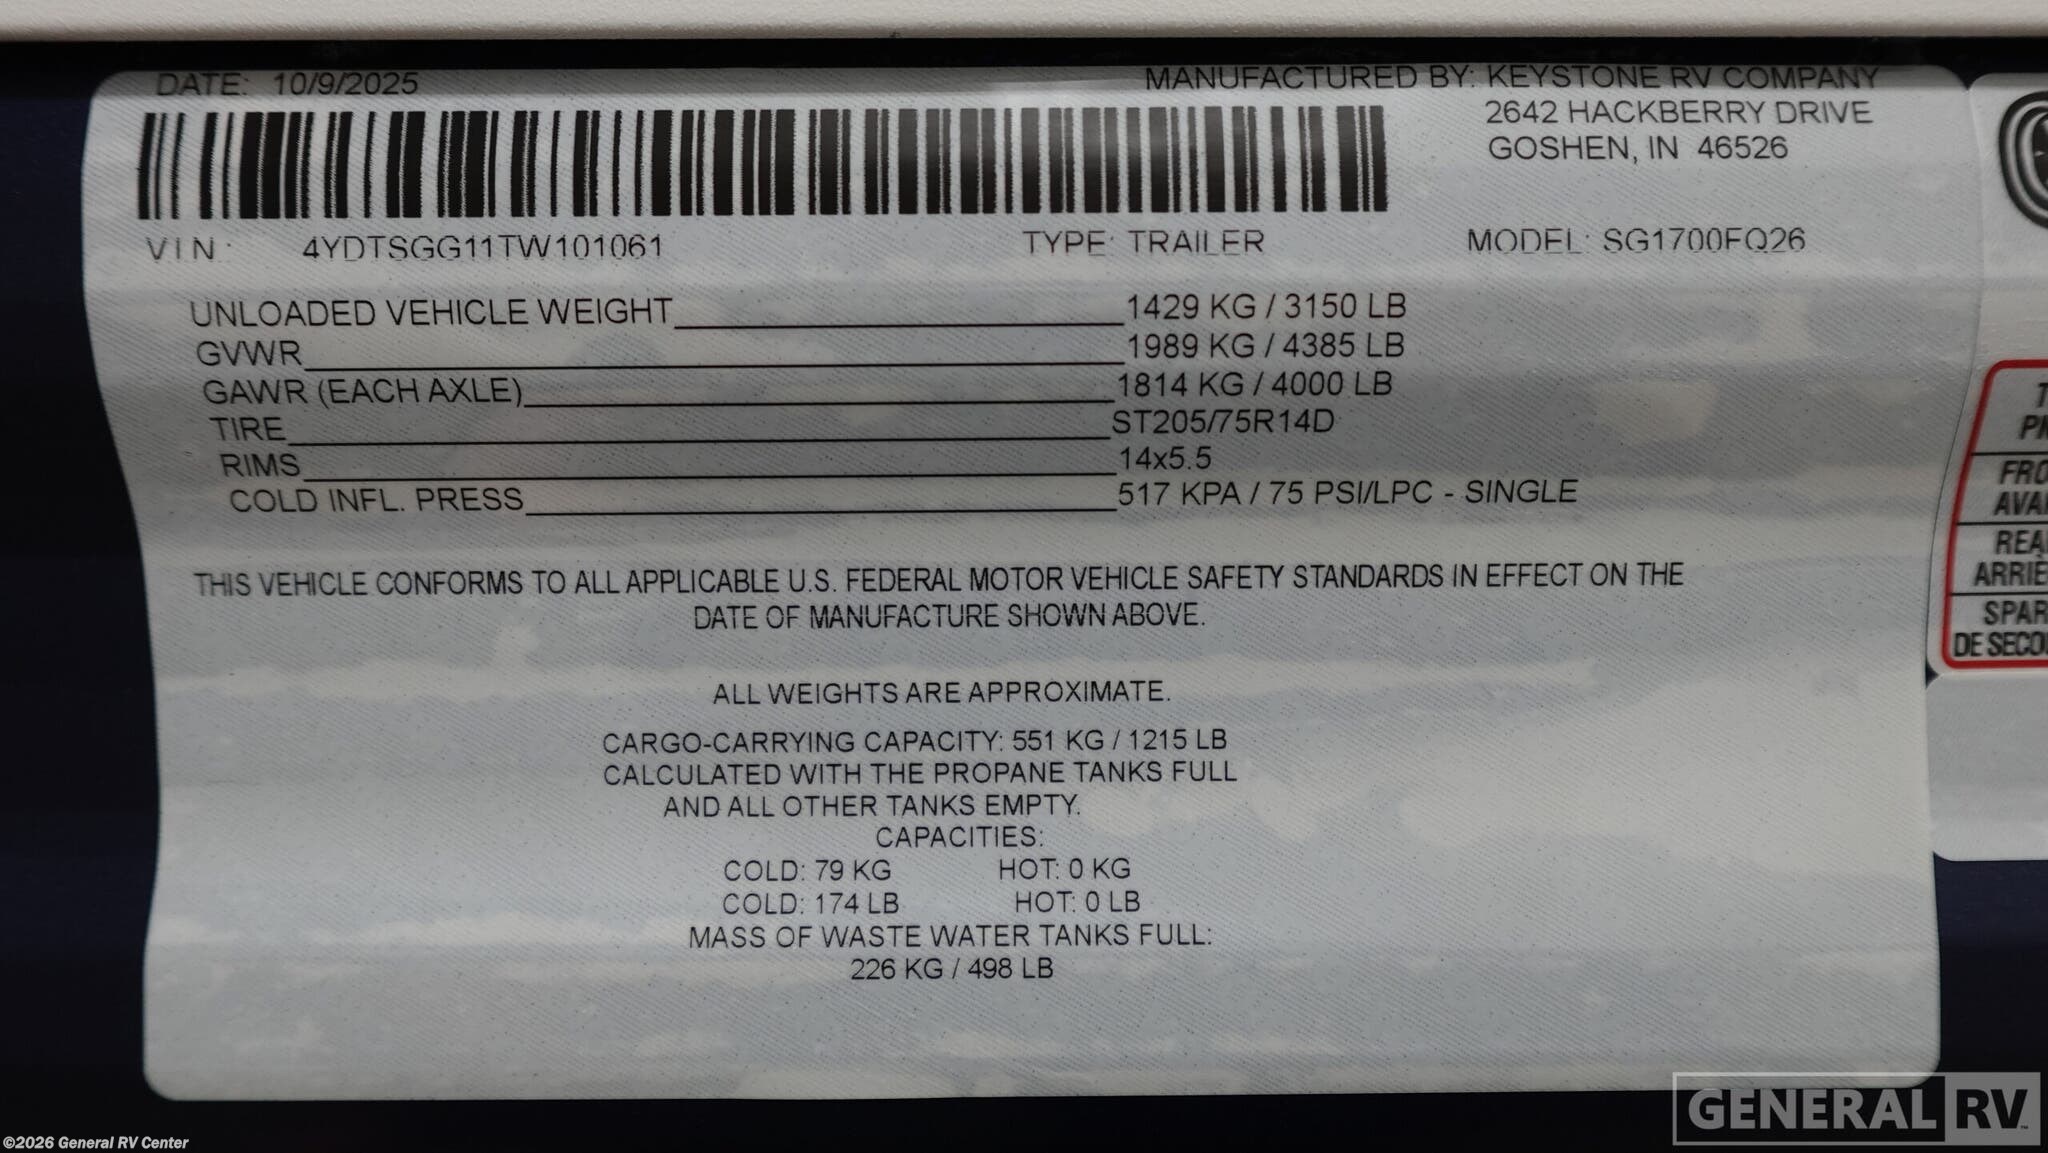 DATE: 10/9/2025
MANUFACTURED BY: KEYSTONE RV COMPANY
2642 HACKBERRY DRIVE
GOSHEN, IN 46526
VIN: 4YDTSGG11TW101061 TYPE: TRAILER MODEL: SG1700FQ26
UNLOADED VEHICLE WEIGHT 1429 KG / 3150 LB
GVWR 1989 KG / 4385 LB
GAWR (EACH AXLE) 1814 KG / 4000 LB
TIRE ST205/75R14D
RIMS 14x5.5
COLD INFL. PRESS 517 KPA / 75 PSI/LPC - SINGLE
THIS VEHICLE CONFORMS TO ALL APPLICABLE U.S. FEDERAL MOTOR VEHICLE SAFETY STANDARDS IN EFFECT ON THE
DATE OF MANUFACTURE SHOWN ABOVE.
ALL WEIGHTS ARE APPROXIMATE.
CARGO-CARRYING CAPACITY: 551 KG / 1215 LB
CALCULATED WITH THE PROPANE TANKS FULL
AND ALL OTHER TANKS EMPTY.
CAPACITIES:
COLD: 79 KG HOT: 0 KG
COLD: 174 LB HOT: 0 LB
MASS OF WASTE WATER TANKS FULL:
226 KG / 498 LB
GENERAL RV
©2026 General RV Center